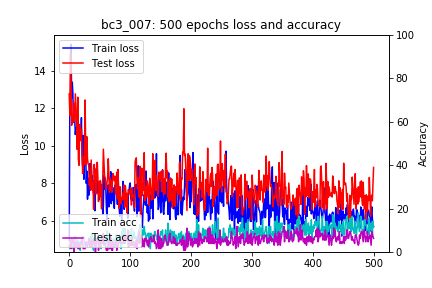 bc3_007: 500 epochs loss and accuracy
Train loss
Test loss
Train acc
Test acc
Loss
Accuracy
14
12
10
8
6
100
80
60
40
20
0
0
100
200
300
400
500